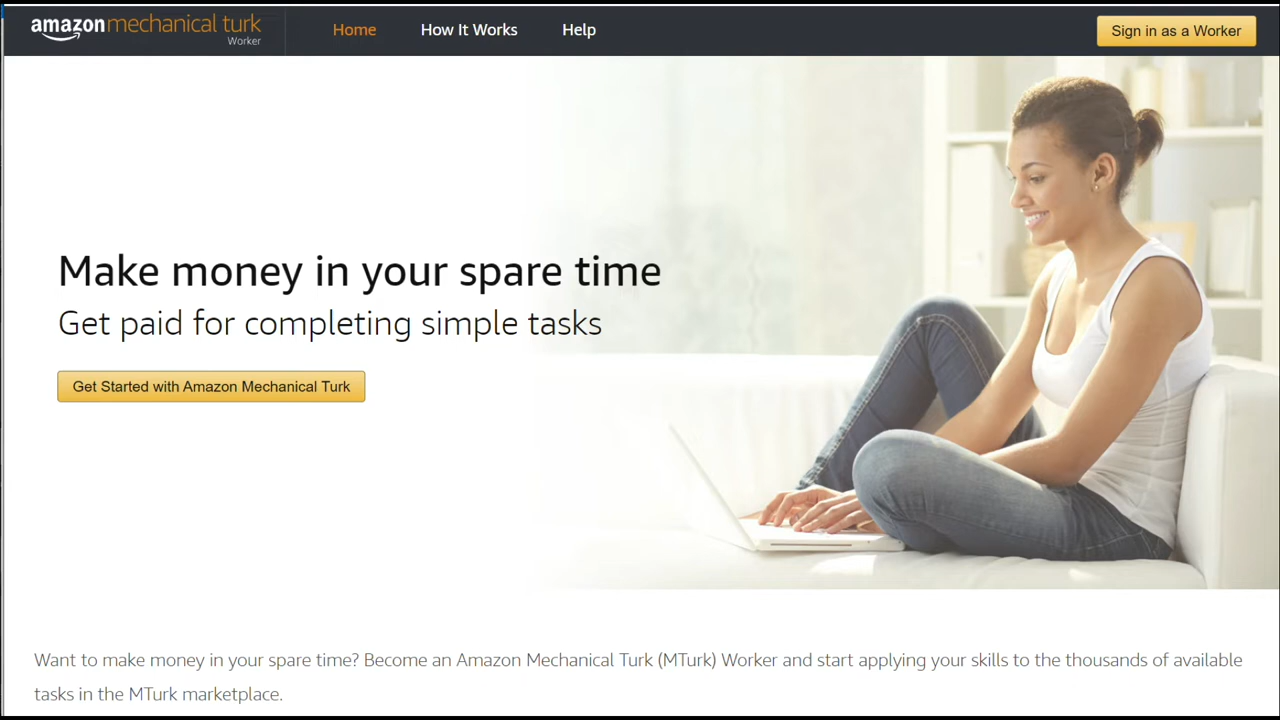 amazon mechanical turk
Worker
Home
How It Works
Help
Sign in as a Worker
Make money in your spare time
Get paid for completing simple tasks
Get Started with Amazon Mechanical Turk
Want to make money in your spare time? Become an Amazon Mechanical Turk (MTurk) Worker and start applying your skills to the thousands of available
tasks in the MTurk marketplace.